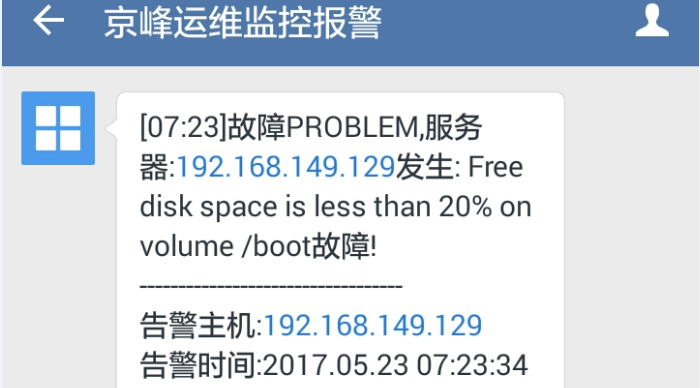 京峰运维监控报警
[07:23]故障PROBLEM,服务
器:192.168.149.129发生: Free
disk space is less than 20% on
volume /boot故障!
----------------------------------
告警主机:192.168.149.129
告警时间:2017.05.23 07:23:34